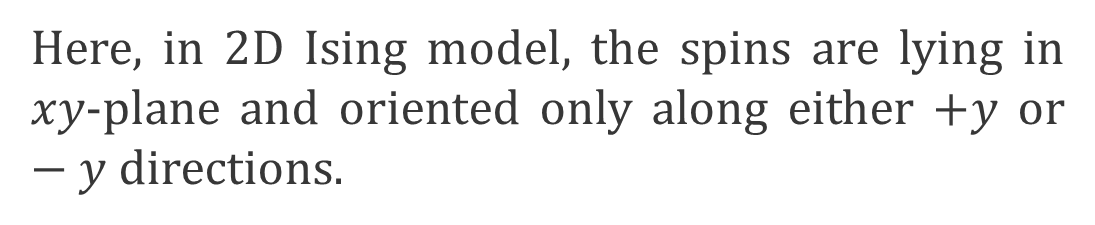 Here, in 2D Ising model, the spins are lying in
xy-plane and oriented only along either +y or
− y directions.